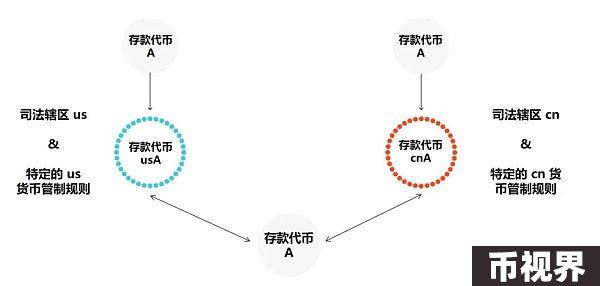 存款代币
A
存款代币
A
司法辖区 us
&
特定的 us
货币管制规则
存款代币
usA
存款代币
cnA
司法辖区 cn
&
特定的 cn 货
币管制规则
存款代币
A
币视界